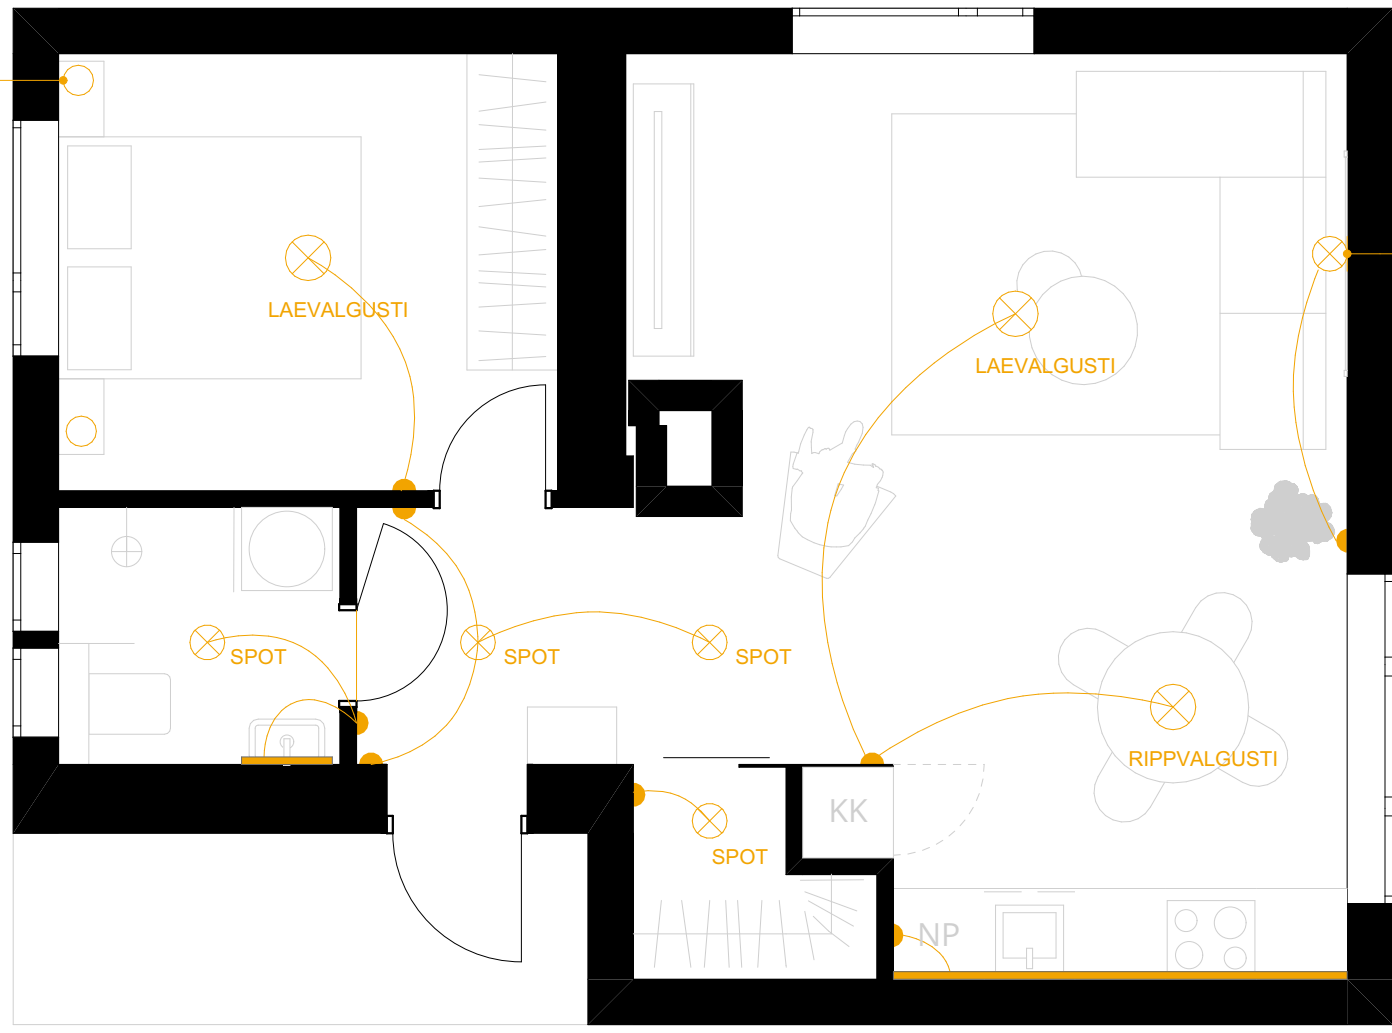 LAEVALGUSTI
LAEVALGUSTI
SPOT
SPOT
SPOT
RIPPVALGUSTI
KK
SPOT
NP